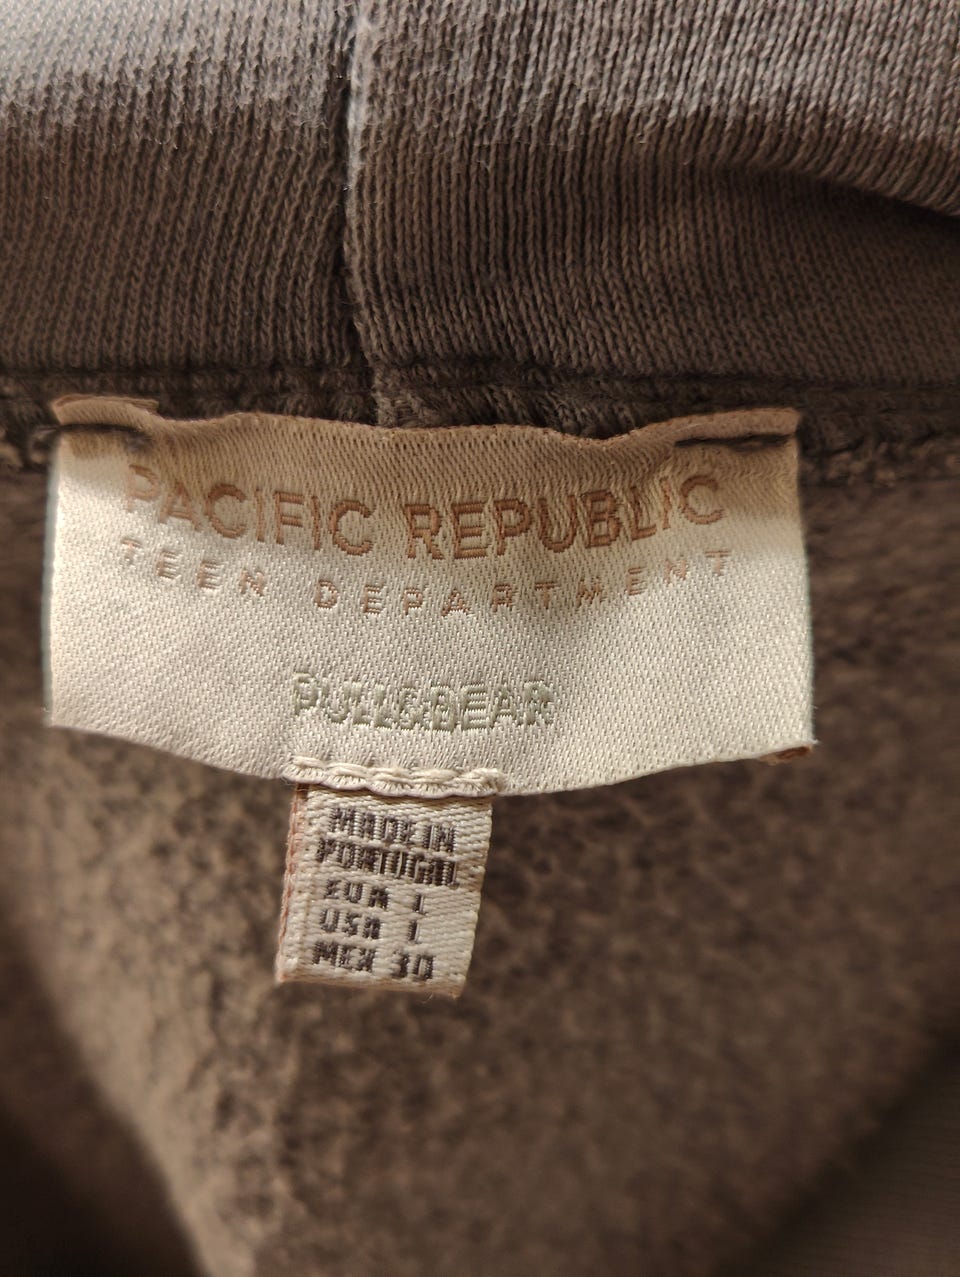 PACIFIC REPUBLIC
TEEN DEPARTMENT
PULL&BEAR
MADE IN
PORTUGAL
EUR L
USA L
MEX 30